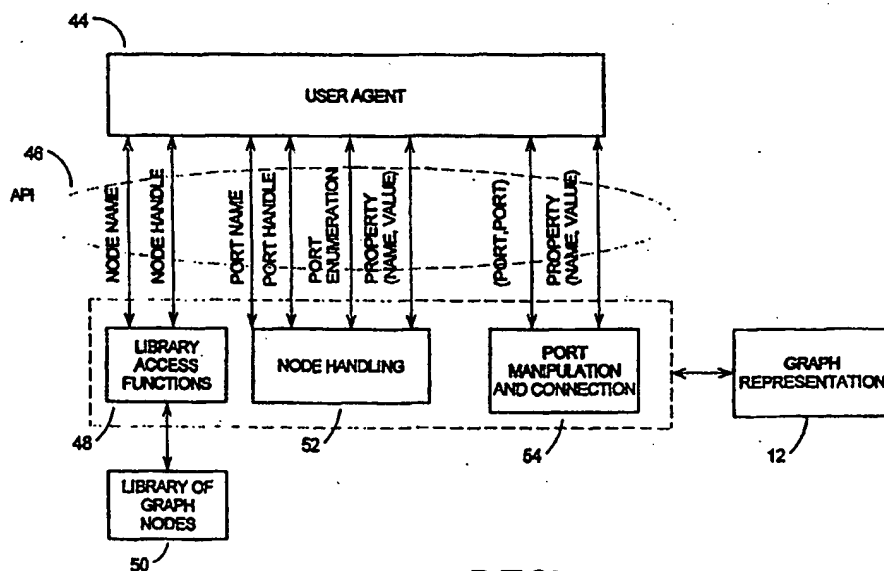 44
USER AGENT
46
API
NODE NAME
NODE HANDLE
PORT NAME
PORT HANDLE
PORT
ENUMERATION
PROPERTY
(NAME, VALUE)
(PORT,PORT)
PROPERTY
(NAME, VALUE)
LIBRARY
ACCESS
FUNCTIONS
NODE HANDLING
PORT
MANIPULATION
AND CONNECTION
GRAPH
REPRESENTATION
48
52
54
12
LIBRARY OF
GRAPH
NODES
50